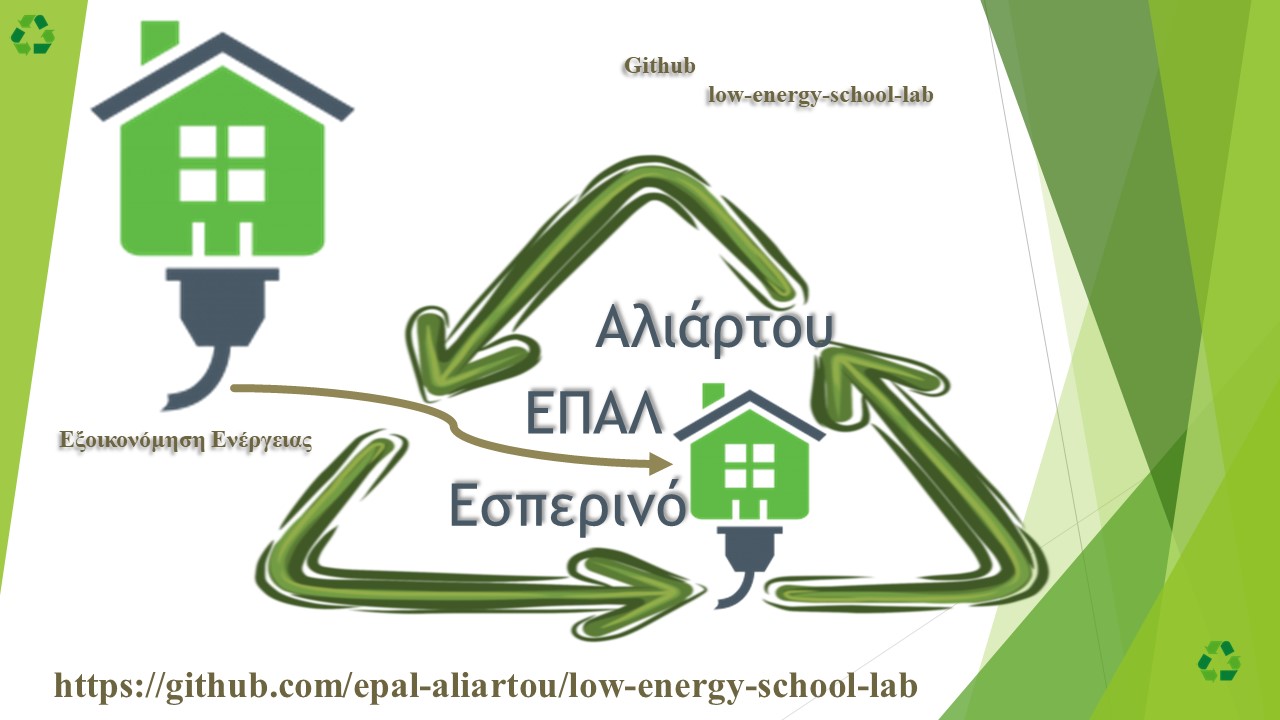 Github
low-energy-school-lab
Αλιάρτου
ΕΠΑΛ
Εξοικονόμηση Ενέργειας
Εσπερινό
https://github.com/epal-aliartou/low-energy-school-lab